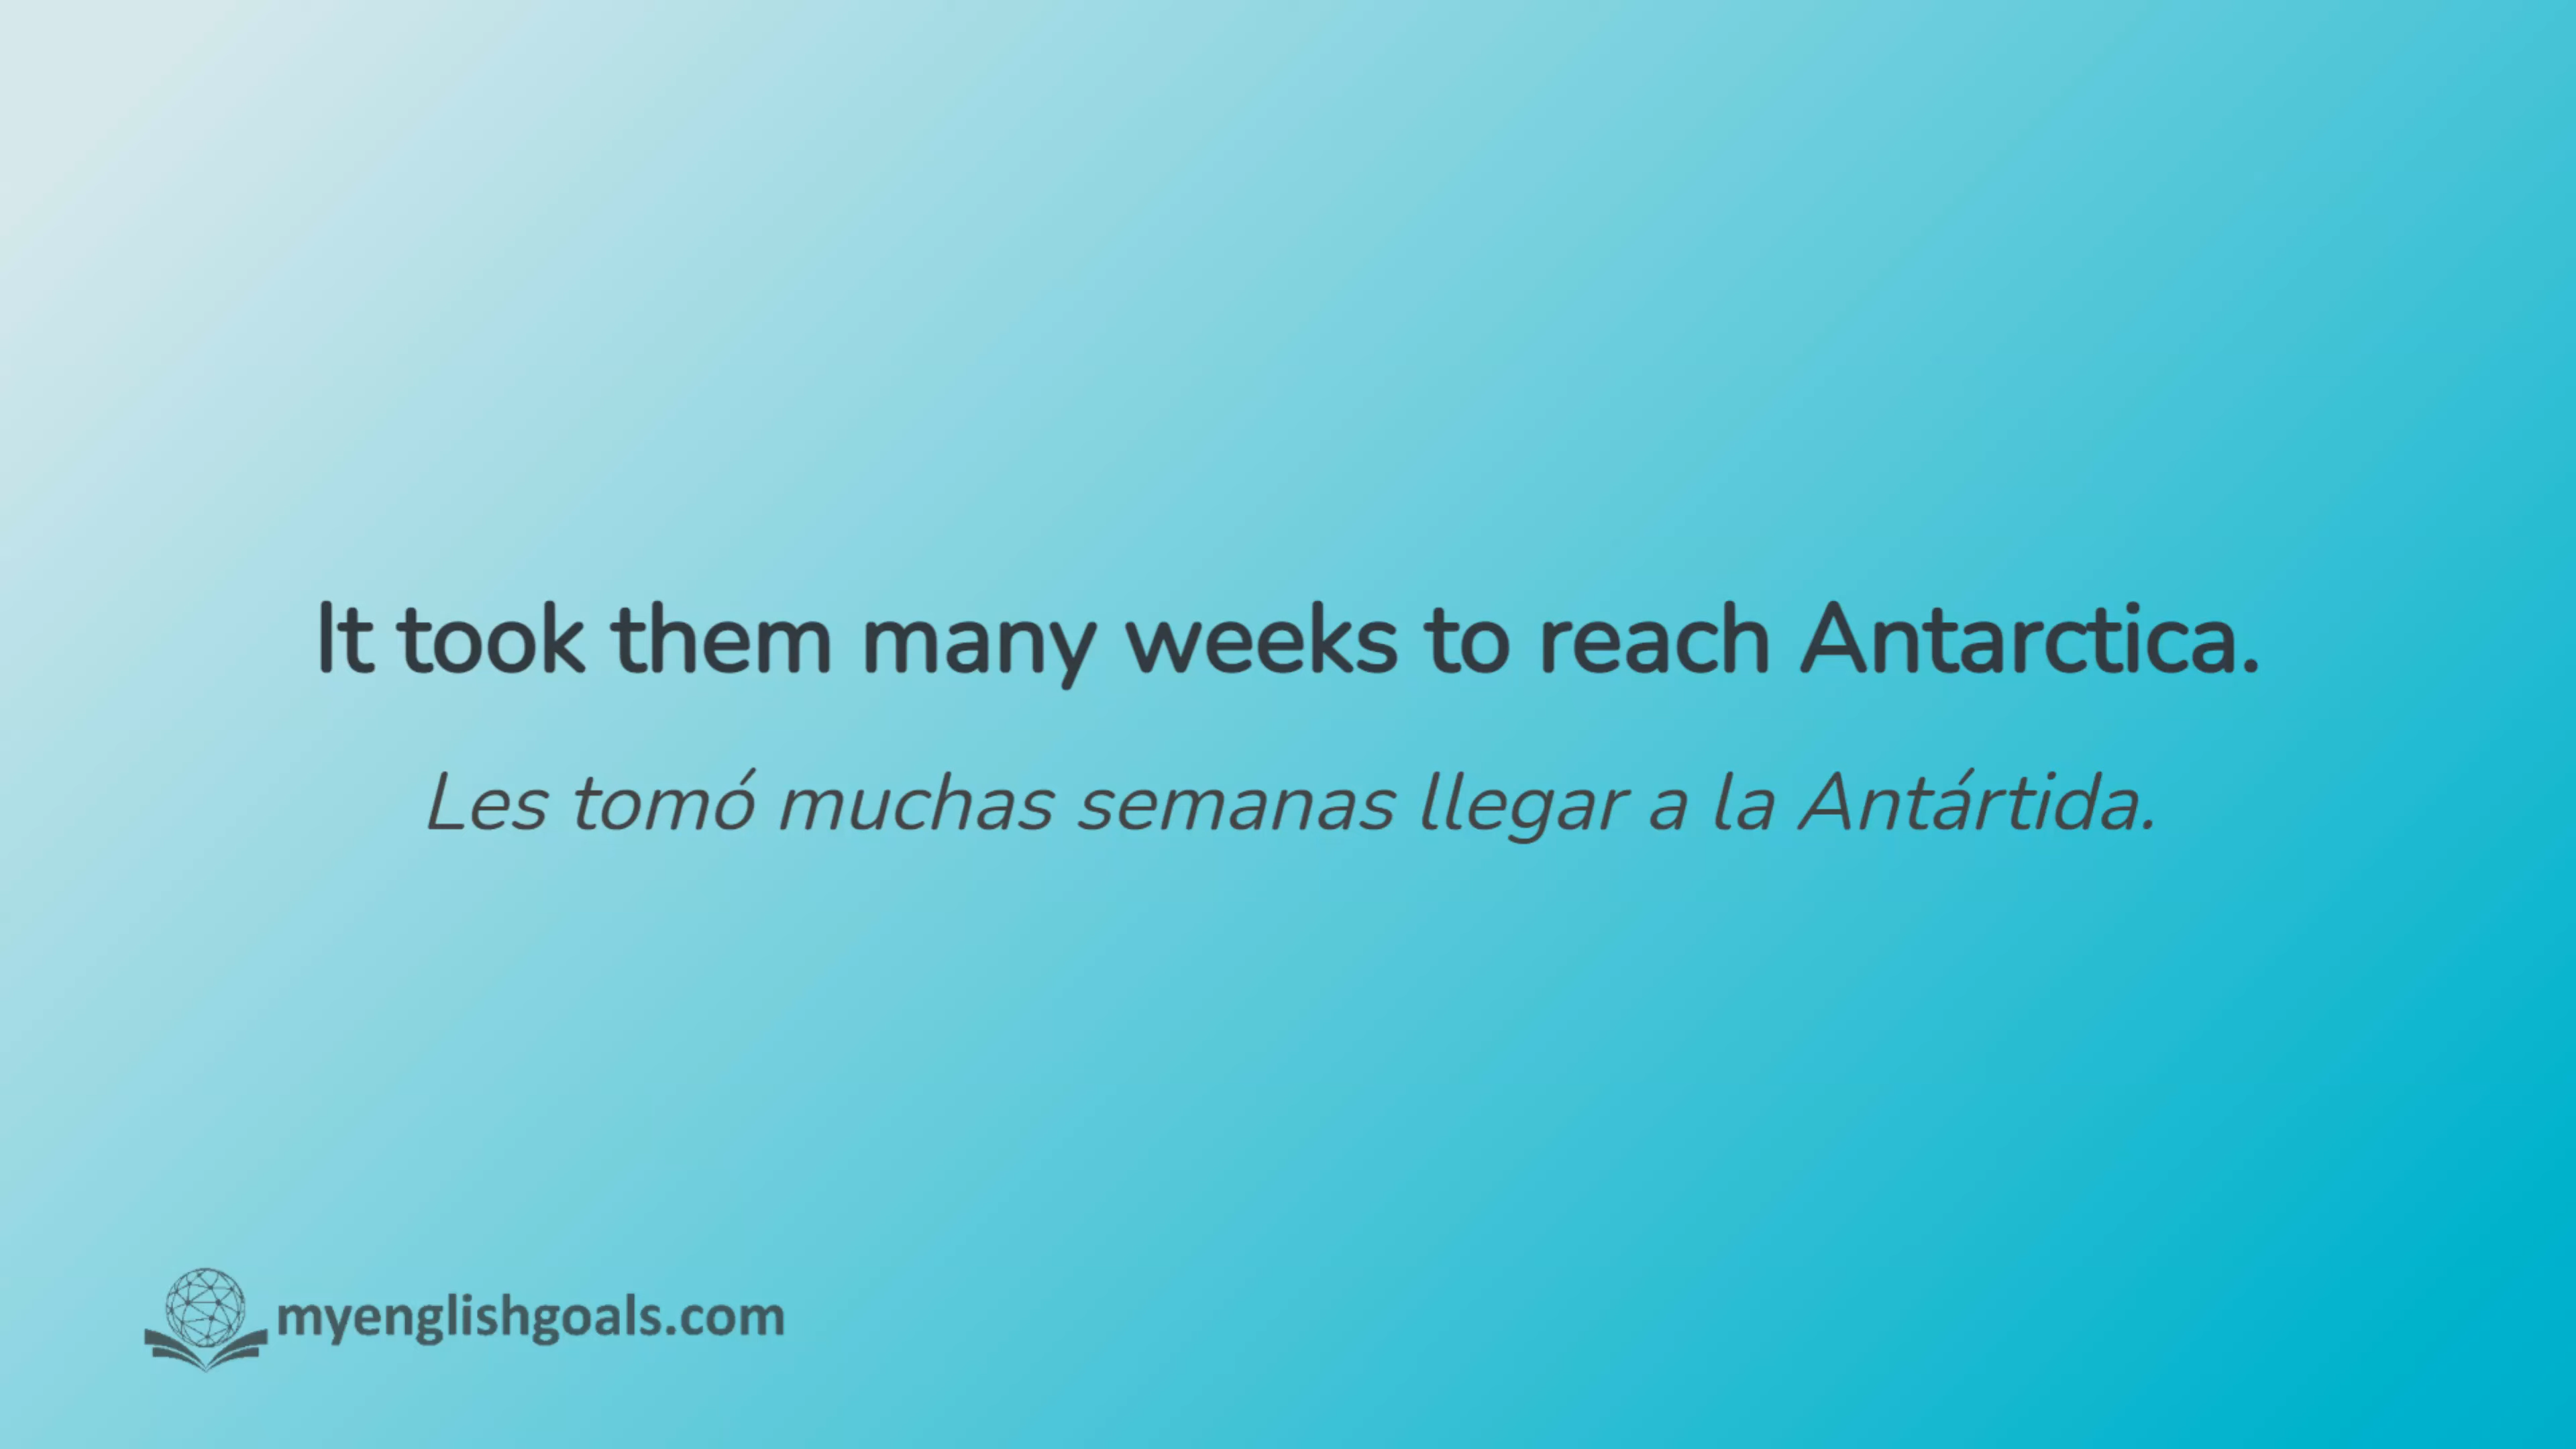 It took them many weeks to reach Antarctica.
Les tomó muchas semanas llegar a la Antártida.
myenglishgoals.com